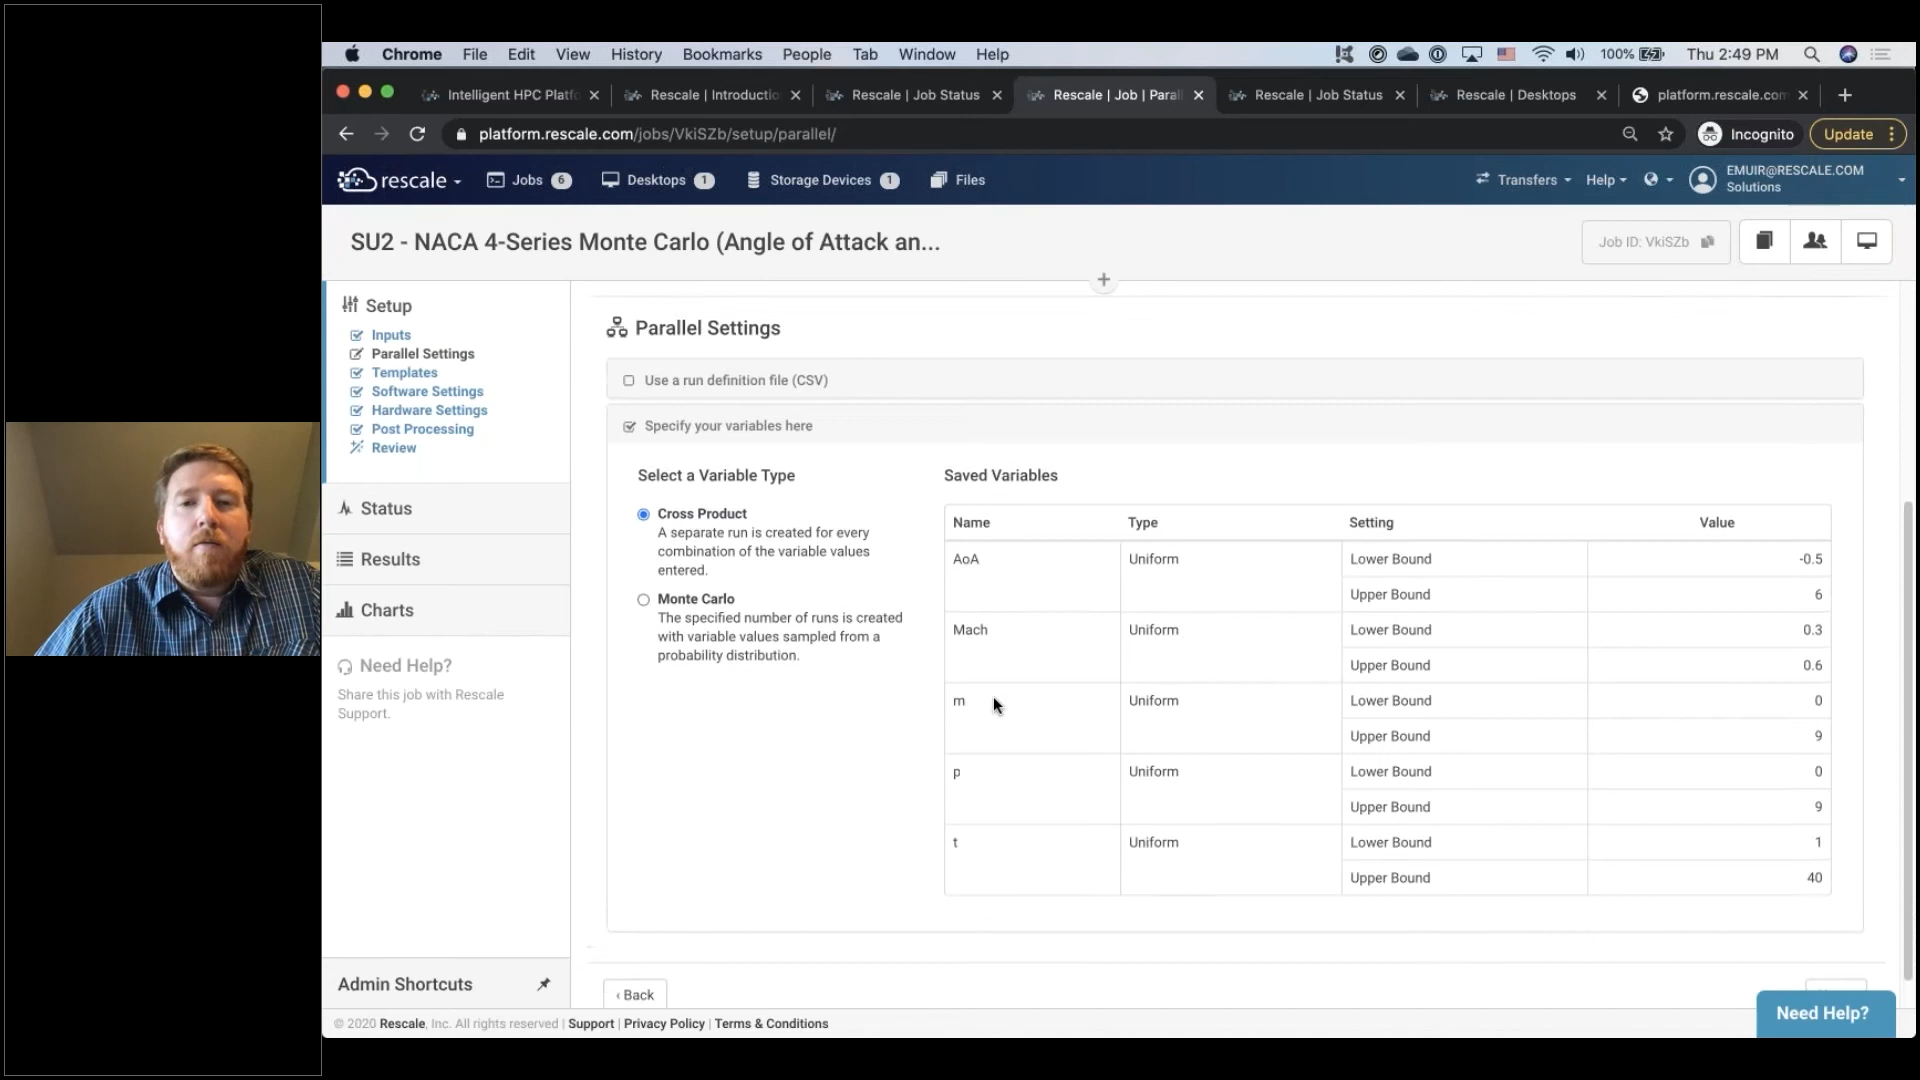 Chrome File Edit View History Bookmarks People Tab Window Help 100% Thu 2:49 PM
Intelligent HPC Platfo Rescale | Introductio Rescale | Job Status Rescale | Job | Paral Rescale | Job Status Rescale | Desktops platform.rescale.com
platform.rescale.com/jobs/VkiSZb/setup/parallel/ Incognito Update
rescale Jobs 6 Desktops 1 Storage Devices 1 Files Transfers Help EMUIR@RESCALE.COM
Solutions
SU2 - NACA 4-Series Monte Carlo (Angle of Attack an... Job ID: VkiSZb
Setup
Inputs
Parallel Settings
Templates
Software Settings
Hardware Settings
Post Processing
Review
Status
Results
Charts
Need Help?
Share this job with Rescale
Support.
Admin Shortcuts
Parallel Settings
Use a run definition file (CSV)
Specify your variables here
Select a Variable Type
Cross Product
A separate run is created for every
combination of the variable values
entered.
Monte Carlo
The specified number of runs is created
with variable values sampled from a
probability distribution.
Saved Variables
Name Type Setting Value
AoA Uniform Lower Bound -0.5
Upper Bound 6
Mach Uniform Lower Bound 0.3
Upper Bound 0.6
m Uniform Lower Bound 0
Upper Bound 9
p Uniform Lower Bound 0
Upper Bound 9
t Uniform Lower Bound 1
Upper Bound 40
‹ Back
© 2020 Rescale, Inc. All rights reserved | Support | Privacy Policy | Terms & Conditions
Need Help?